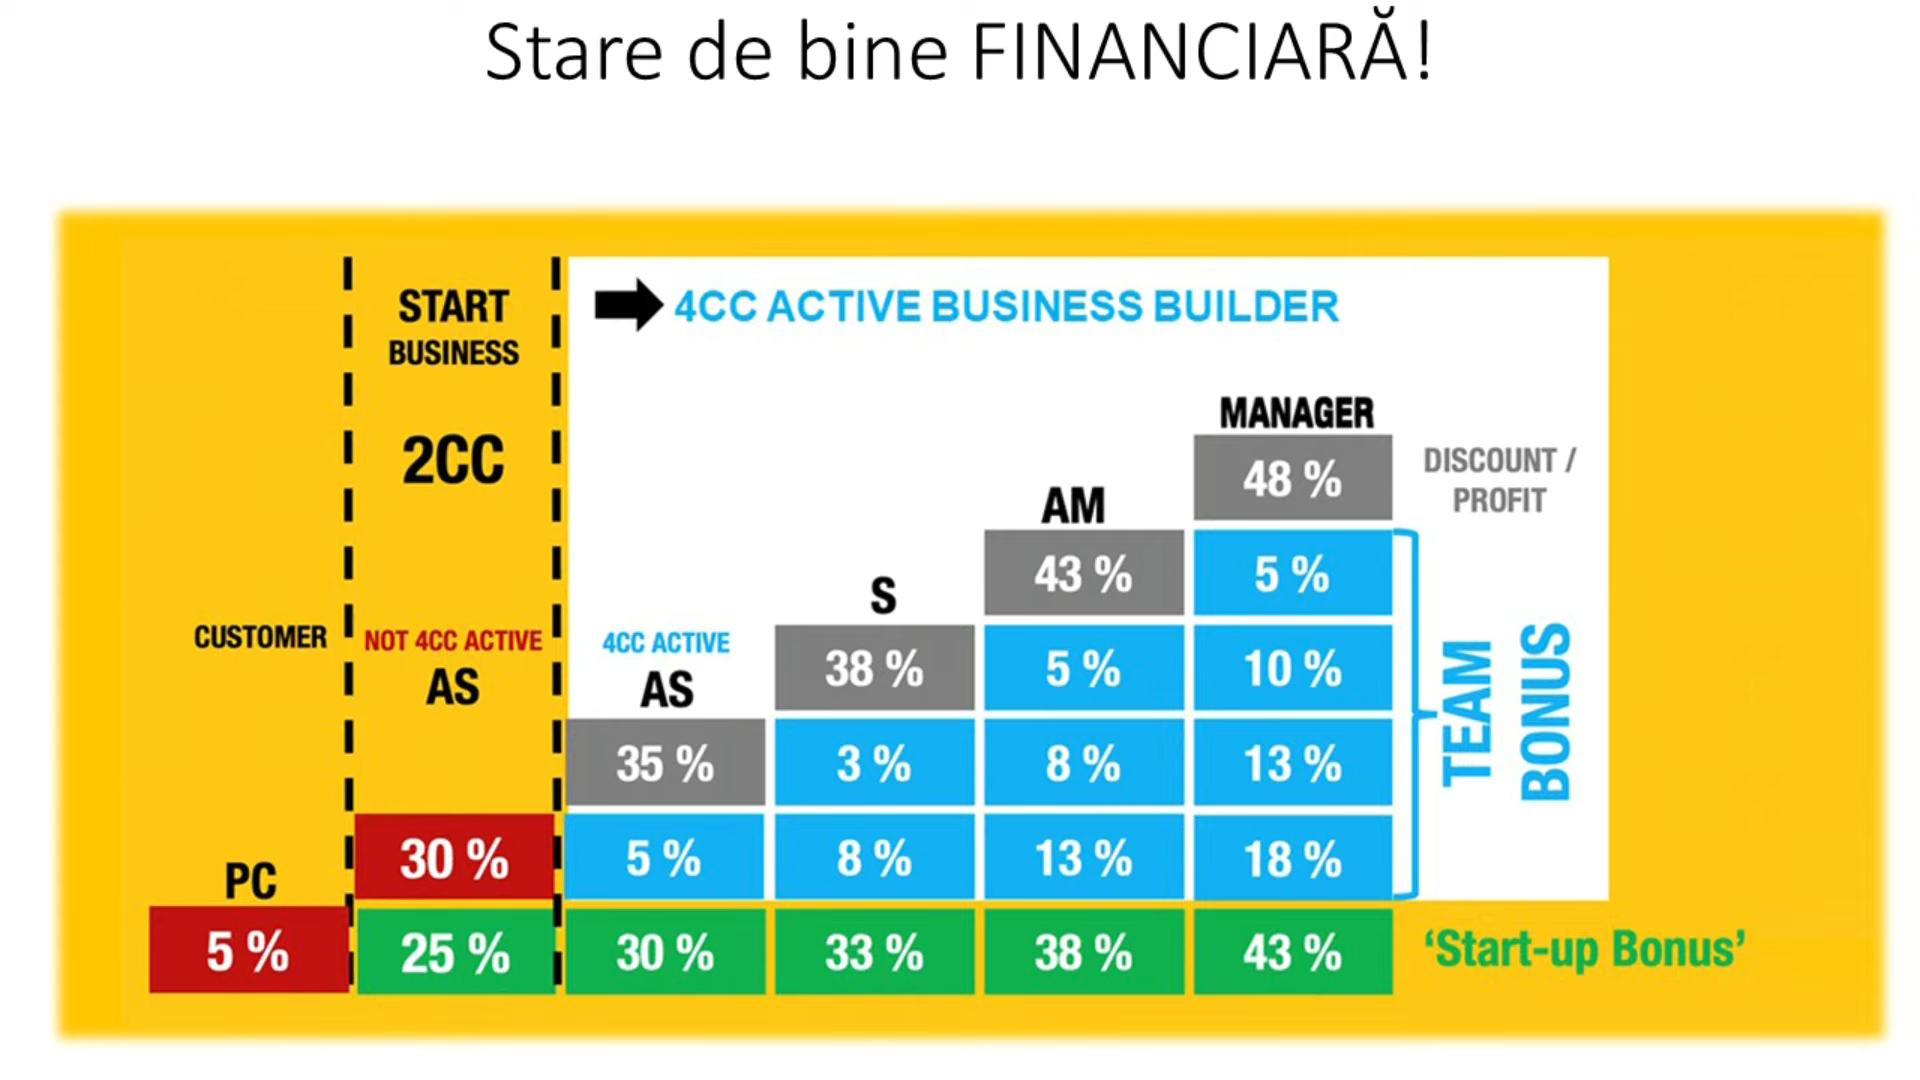 Stare de bine FINANCIARĂ!
START
BUSINESS
2CC
4CC ACTIVE BUSINESS BUILDER
MANAGER
48 %
DISCOUNT /
PROFIT
AM
43 %
5 %
S
38 %
5 %
10 %
CUSTOMER
NOT 4CC ACTIVE
AS
4CC ACTIVE
AS
35 %
3 %
8 %
13 %
TEAM
BONUS
PC
30 %
5 %
8 %
13 %
18 %
5 %
25 %
30 %
33 %
38 %
43 %
‘Start-up Bonus’